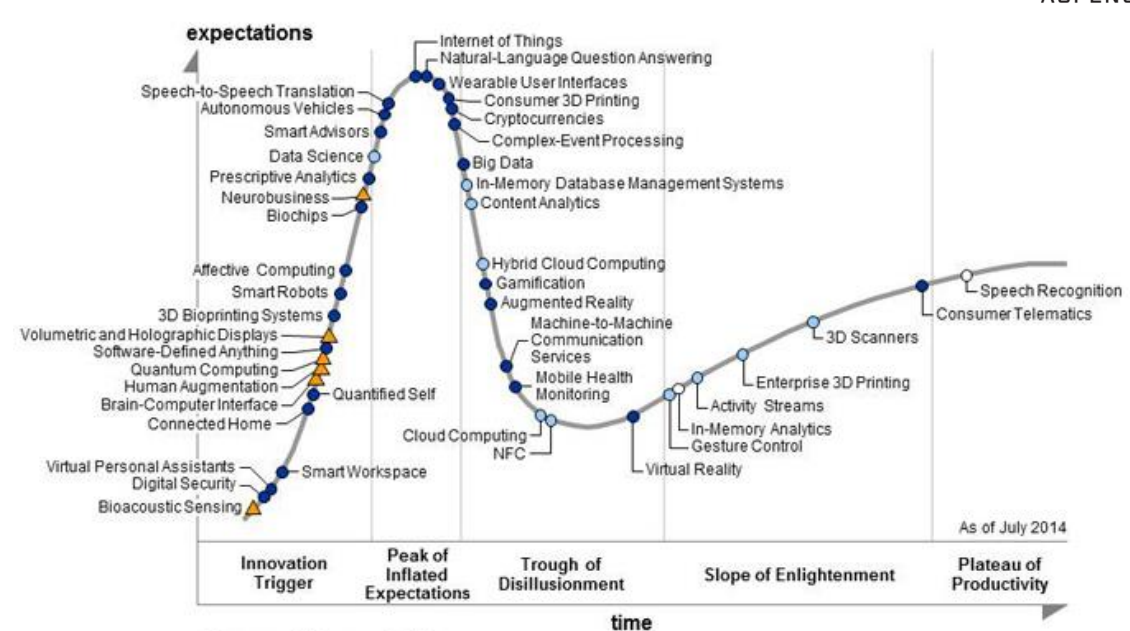 expectations
Internet of Things
Natural-Language Question Answering
Wearable User Interfaces
Consumer 3D Printing
Cryptocurrencies
Complex-Event Processing
Speech-to-Speech Translation
Autonomous Vehicles
Smart Advisors
Data Science
Prescriptive Analytics
Neurobusiness
Biochips
Big Data
In-Memory Database Management Systems
Content Analytics
Hybrid Cloud Computing
Gamification
Augmented Reality
Machine-to-Machine
Communication
Services
Mobile Health
Monitoring
Affective Computing
Smart Robots
3D Bioprinting Systems
Volumetric and Holographic Displays
Software-Defined Anything
Quantum Computing
Human Augmentation
Brain-Computer Interface
Connected Home
Quantified Self
Virtual Personal Assistants
Digital Security
Bioacoustic Sensing
Smart Workspace
Cloud Computing
NFC
Virtual Reality
Gesture Control
In-Memory Analytics
Activity Streams
Enterprise 3D Printing
3D Scanners
Consumer Telematics
Speech Recognition
As of July 2014
Innovation
Trigger
Peak of
Inflated
Expectations
Trough of
Disillusionment
Slope of Enlightenment
Plateau of
Productivity
time